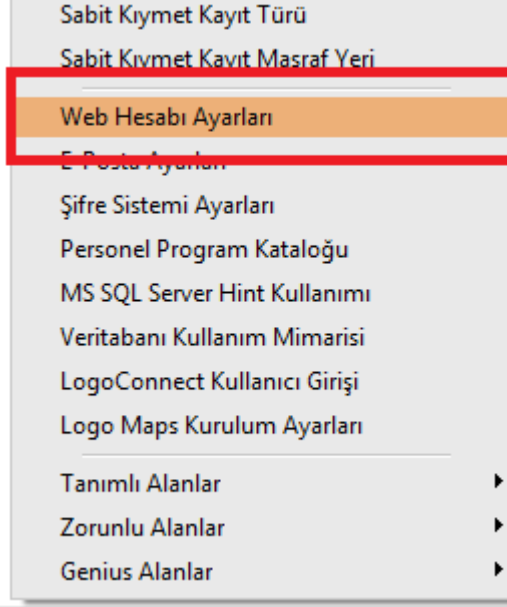 Sabit Kıymet Kayıt Türü
Sabit Kıymet Kayıt Masraf Yeri
Web Hesabı Ayarları
E-Posta Ayarları
Şifre Sistemi Ayarları
Personel Program Kataloğu
MS SQL Server Hint Kullanımı
Veritabanı Kullanım Mimarisi
LogoConnect Kullanıcı Girişi
Logo Maps Kurulum Ayarları
Tanımlı Alanlar
Zorunlu Alanlar
Genius Alanlar